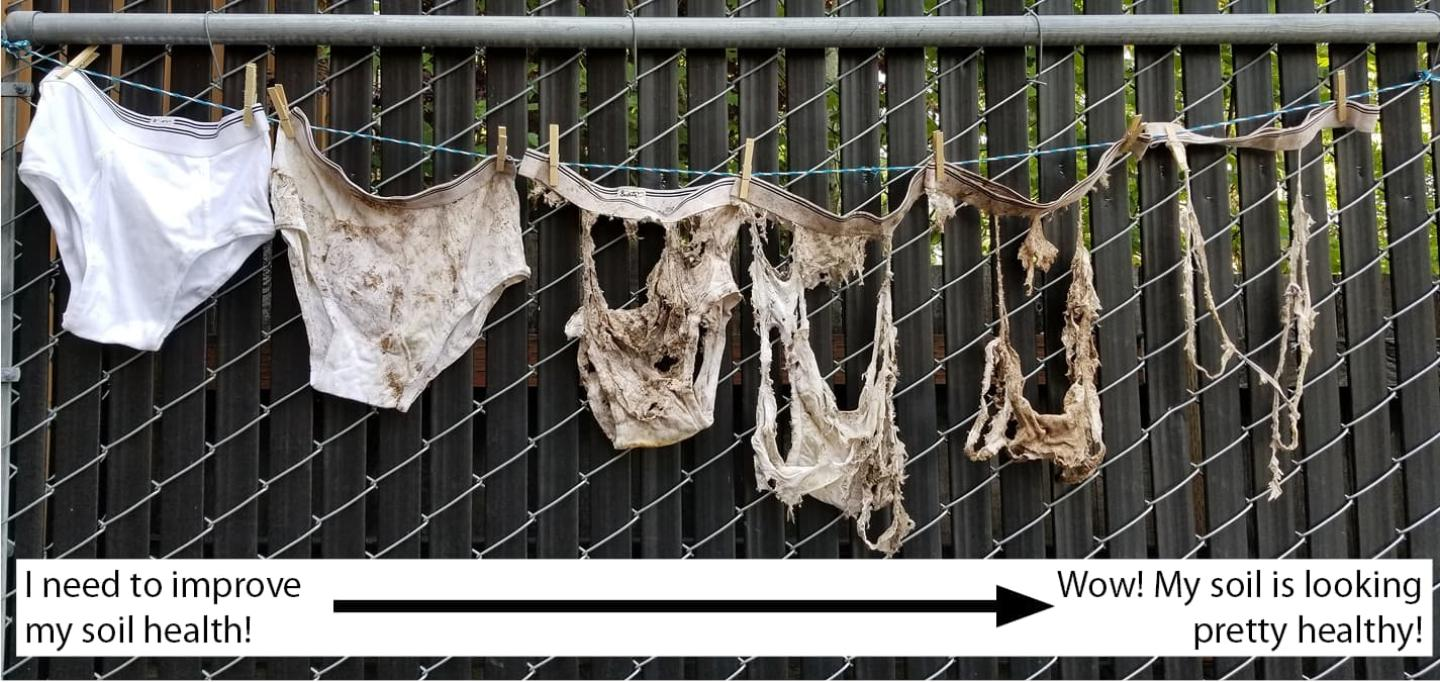 I need to improve
my soil health!
Wow! My soil is looking
pretty healthy!